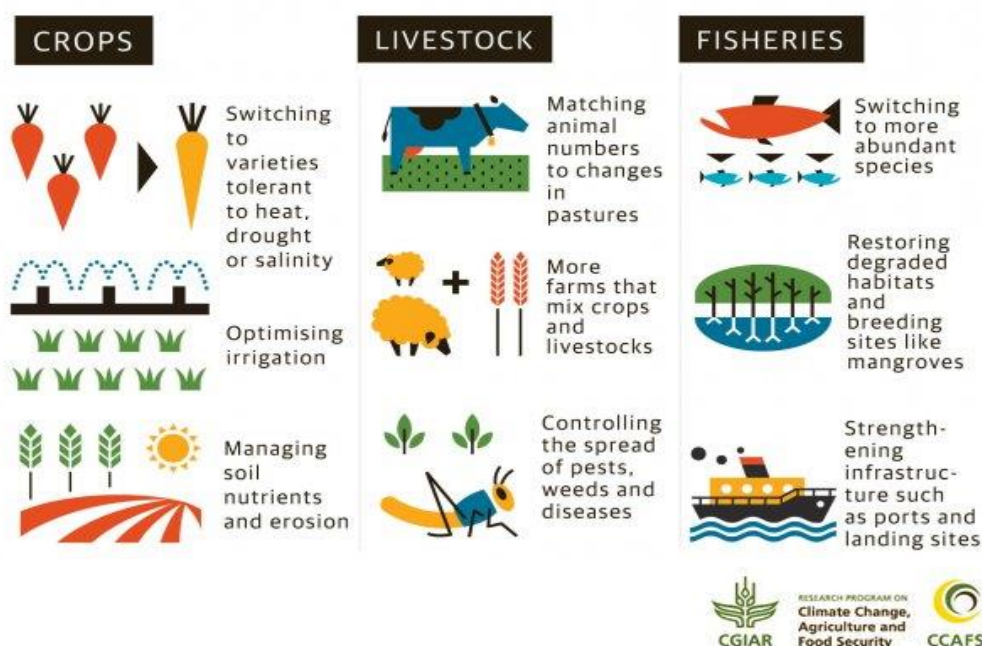 CROPS
Switching
to
varieties
tolerant
to heat,
drought
or salinity
Optimising
irrigation
Managing
soil
nutrients
and erosion
LIVESTOCK
Matching
animal
numbers
to changes
in
pastures
More
farms that
mix crops
and
livestocks
Controlling
the spread
of pests,
weeds and
diseases
FISHERIES
Switching
to more
abundant
species
Restoring
degraded
habitats
and
breeding
sites like
mangroves
Strength-
ening
infrastruc-
ture such
as ports and
landing sites
CGIAR
RESEARCH PROGRAM ON
Climate Change,
Agriculture and
Food Security
CCAFS